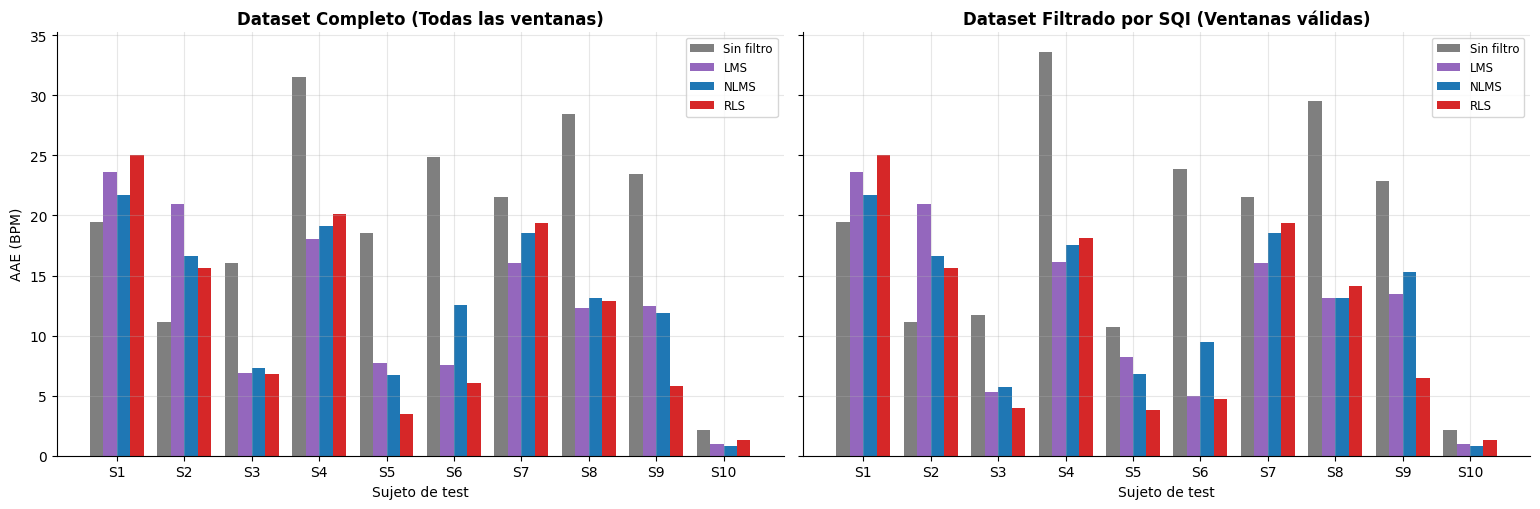 Dataset Completo (Todas las ventanas)
Sin filtro
LMS
NLMS
RLS
AAE (BPM)
35
30
25
20
15
10
5
0
S1 S2 S3 S4 S5 S6 S7 S8 S9 S10
Sujeto de test
Dataset Filtrado por SQI (Ventanas válidas)
Sin filtro
LMS
NLMS
RLS
S1 S2 S3 S4 S5 S6 S7 S8 S9 S10
Sujeto de test